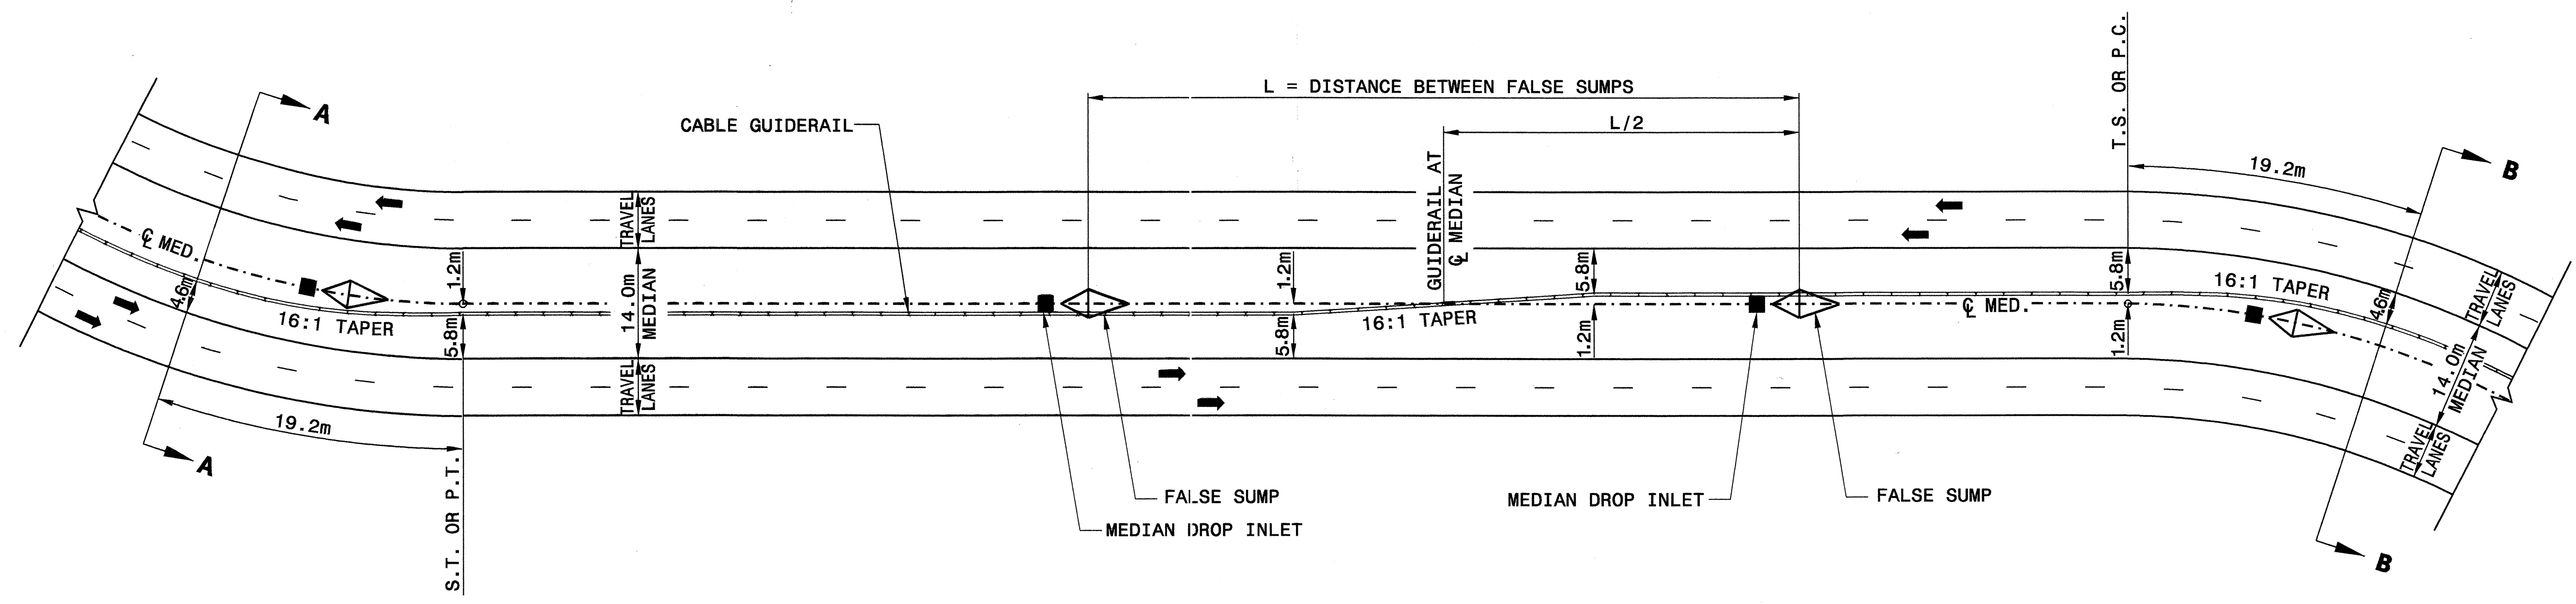 L = DISTANCE BETWEEN FALSE SUMPS
L/2
CABLE GUIDERAIL
T.S. OR P.C.
A
B
19.2m
GUIDERAIL AT
℄ MEDIAN
TRAVEL
LANES
℄ MED.
1.2m
1.2m
5.8m
5.8m
16:1 TAPER
4.6m
4.6m
14.0m
MEDIAN
℄ MED.
TRAVEL
LANES
16:1 TAPER
5.8m
5.8m
16:1 TAPER
1.2m
1.2m
14.0m
MEDIAN
TRAVEL
LANES
TRAVEL
LANES
19.2m
A
S.T. OR P.T.
FALSE SUMP
MEDIAN DROP INLET
MEDIAN DROP INLET
FALSE SUMP
B